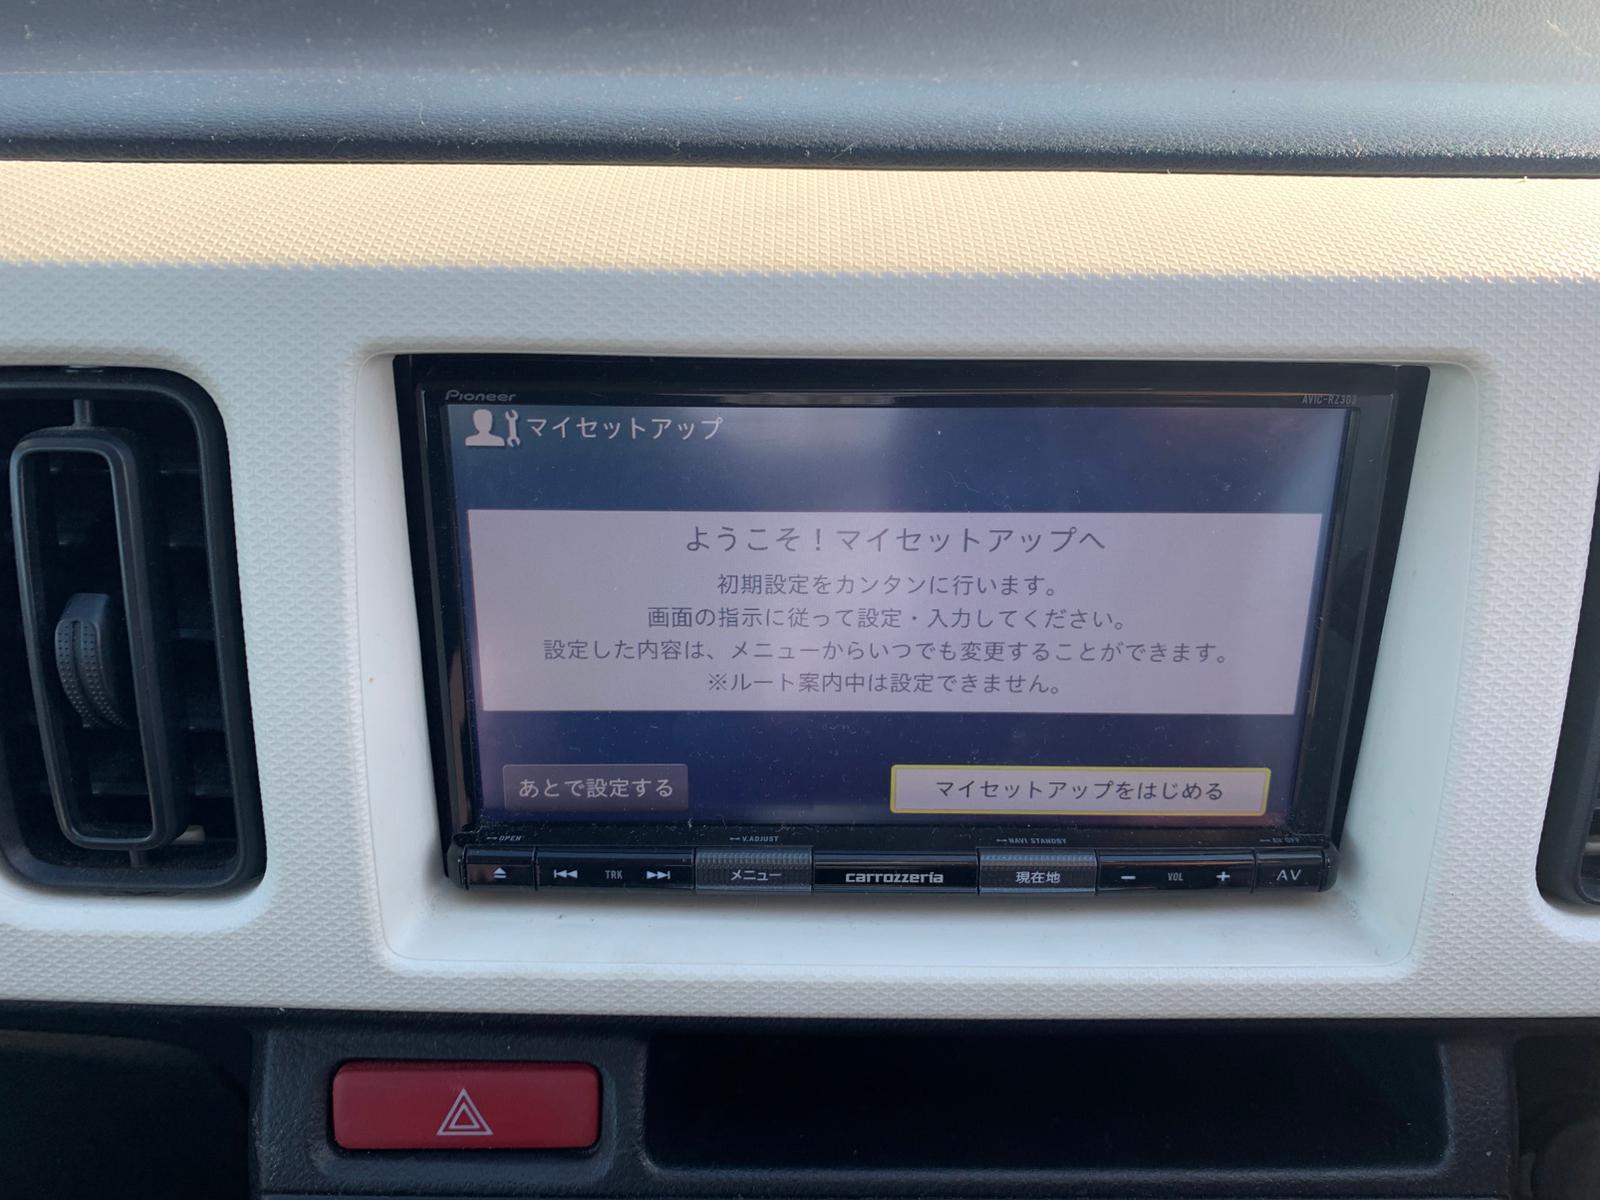 Pioneer
AVIC-RZ303
マイセットアップ
ようこそ！マイセットアップへ
初期設定をカンタンに行います。
画面の指示に従って設定・入力してください。
設定した内容は、メニューからいつでも変更することができます。
※ルート案内中は設定できません。
あとで設定する
マイセットアップをはじめる
OPEN
V.ADJUST
NAVI STANDBY
AV OFF
TRK
メニュー
carrozzeria
現在地
VOL
AV